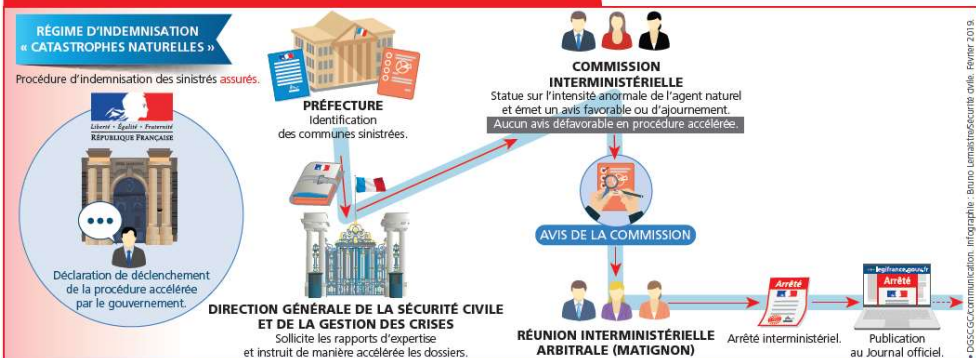 RÉGIME D'INDEMNISATION
« CATASTROPHES NATURELLES »
Procédure d'indemnisation des sinistrés assurés.
Liberté • Égalité • Fraternité
RÉPUBLIQUE FRANÇAISE
Déclaration de déclenchement
de la procédure accélérée
par le gouvernement.
PRÉFECTURE
Identification
des communes sinistrées.
DIRECTION GÉNÉRALE DE LA SÉCURITÉ CIVILE
ET DE LA GESTION DES CRISES
Sollicite les rapports d'expertise
et instruit de manière accélérée les dossiers.
COMMISSION
INTERMINISTÉRIELLE
Statue sur l'intensité anormale de l'agent naturel
et émet un avis favorable ou d'ajournement.
Aucun avis défavorable en procédure accélérée.
AVIS DE LA COMMISSION
RÉUNION INTERMINISTÉRIELLE
ARBITRALE (MATIGNON)
Arrêté
Arrêté interministériel.
legifrance.gouv.fr
Arrêté
Publication
au Journal officiel.
DGSCGC/communication. Infographie : Bruno Lemaistre/Sécurité civile. Février 2019.